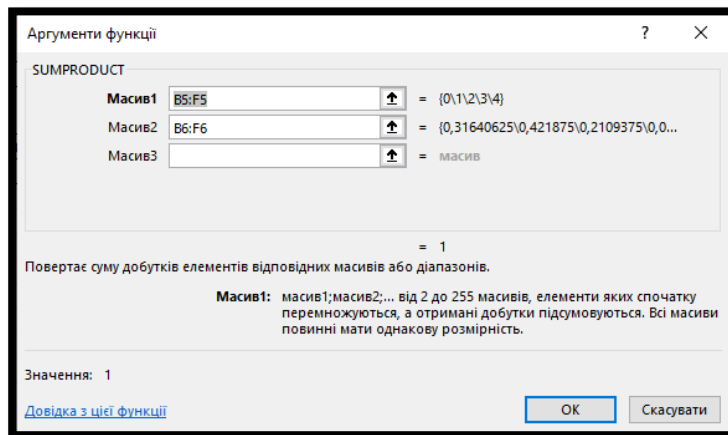 Аргументи функції ? ×
SUMPRODUCT
Масив1 B5:F5 = {0\1\2\3\4}
Масив2 B6:F6 = {0,31640625\0,421875\0,2109375\0,0...
Масив3 = масив
= 1
Повертає суму добутків елементів відповідних масивів або діапазонів.
Масив1: масив1;масив2;... від 2 до 255 масивів, елементи яких спочатку
перемножуються, а отримані добутки підсумовуються. Всі масиви
повинні мати однакову розмірність.
Значення: 1
Довідка з цієї функції OK Скасувати